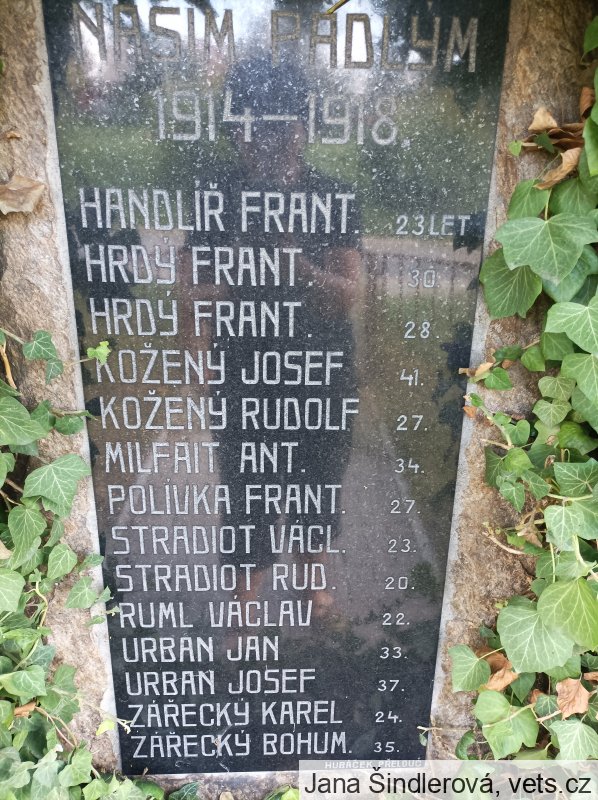 NAŠIM PADLÝM
1914–1918.
HANDLÍŘ FRANT. 23 LET
HRDÝ FRANT. 30.
HRDÝ FRANT. 28.
KOŽENÝ JOSEF 41.
KOŽENÝ RUDOLF 27.
MILFAIT ANT. 34.
POLÍVKA FRANT. 27.
STRADIOT VÁCL. 23.
STRADIOT RUD. 20.
RUML VÁCLAV 22.
URBAN JAN 33.
URBAN JOSEF 37.
ZÁŘECKÝ KAREL 24.
ZÁŘECKÝ BOHUM. 35.
HURÁČEK PŘELOUČ
Jana Šindlerová, vets.cz